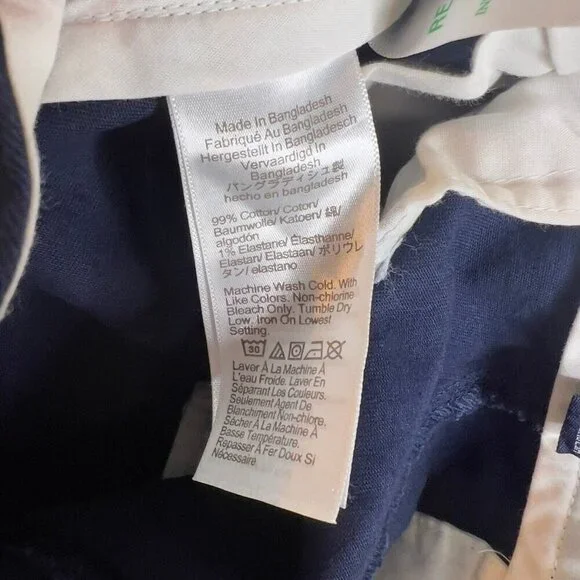 RE
IN
Made In Bangladesh
Fabriqué Au Bangladesh
Hergestellt In Bangladesch
Vervaardigd In
Bangladesh
バングラディシュ製
hecho en bangladesh
99% Cotton/ Coton/
Baumwolle/ Katoen/ 綿/
algodón
1% Elastane/ Élasthanne/
Elastan/ Elastaan/ ポリウレ
タン/ elastano
Machine Wash Cold. With
Like Colors. Non-chlorine
Bleach Only. Tumble Dry
Low. Iron On Lowest
Setting.
30
Laver À La Machine À
L'eau Froide. Laver En
Séparant Les Couleurs.
Seulement Agent De
Blanchiment Non-chlore.
Sécher À La Machine À
Basse Température.
Repasser À Fer Doux Si
Nécessaire